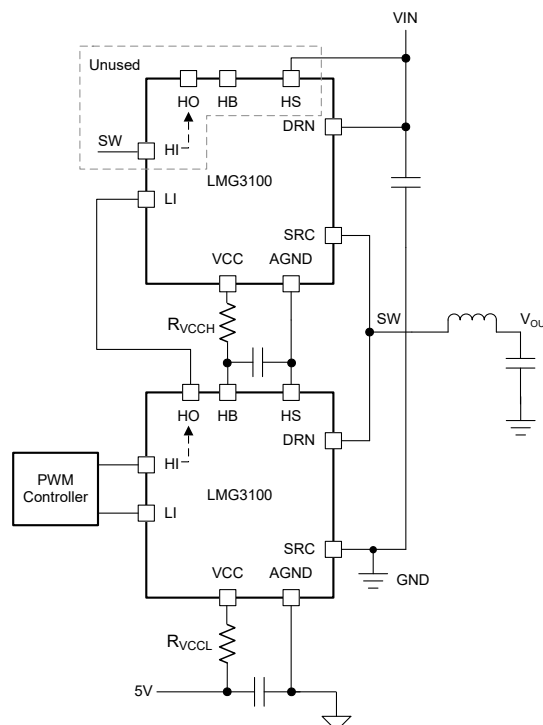 VIN
Unused
HO HB HS
DRN
SW HI
LI
LMG3100
SRC
VCC AGND
RVCCH
SW
VOU
HO HB HS
DRN
HI
PWM
Controller
LI
LMG3100
SRC
VCC AGND
GND
RVCCL
5V